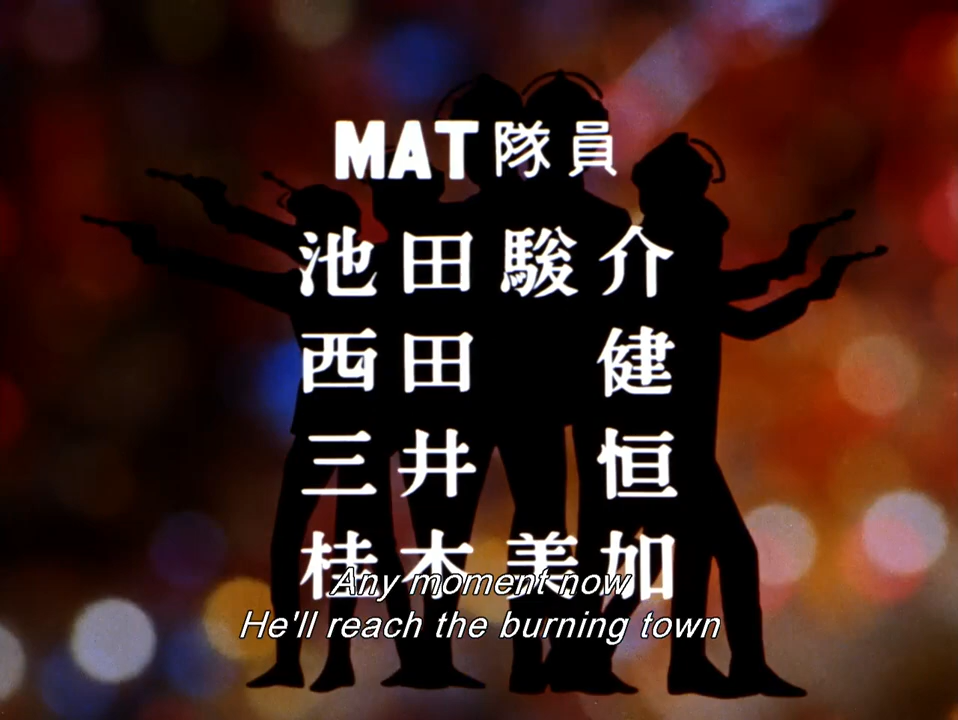 MAT隊員
池田駿介
西田 健
三井 恒
桂木美加
Any moment now
He'll reach the burning town